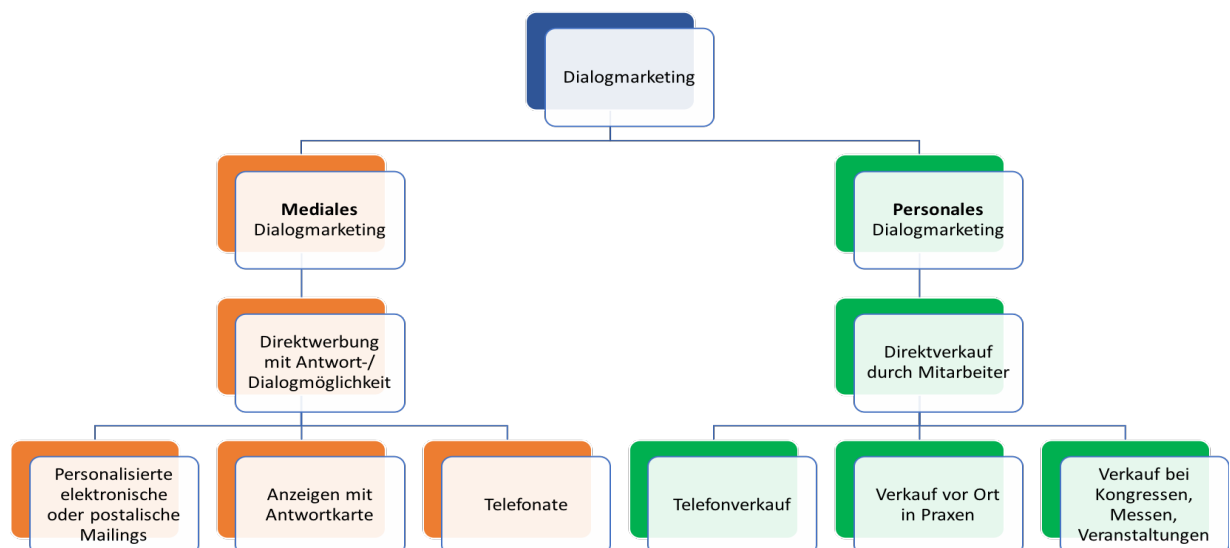 Dialogmarketing
Mediales
Dialogmarketing
Personales
Dialogmarketing
Direktwerbung
mit Antwort-/
Dialogmöglichkeit
Direktverkauf
durch Mitarbeiter
Personalisierte
elektronische
oder postalische
Mailings
Anzeigen mit
Antwortkarte
Telefonate
Telefonverkauf
Verkauf vor Ort
in Praxen
Verkauf bei
Kongressen,
Messen,
Veranstaltungen